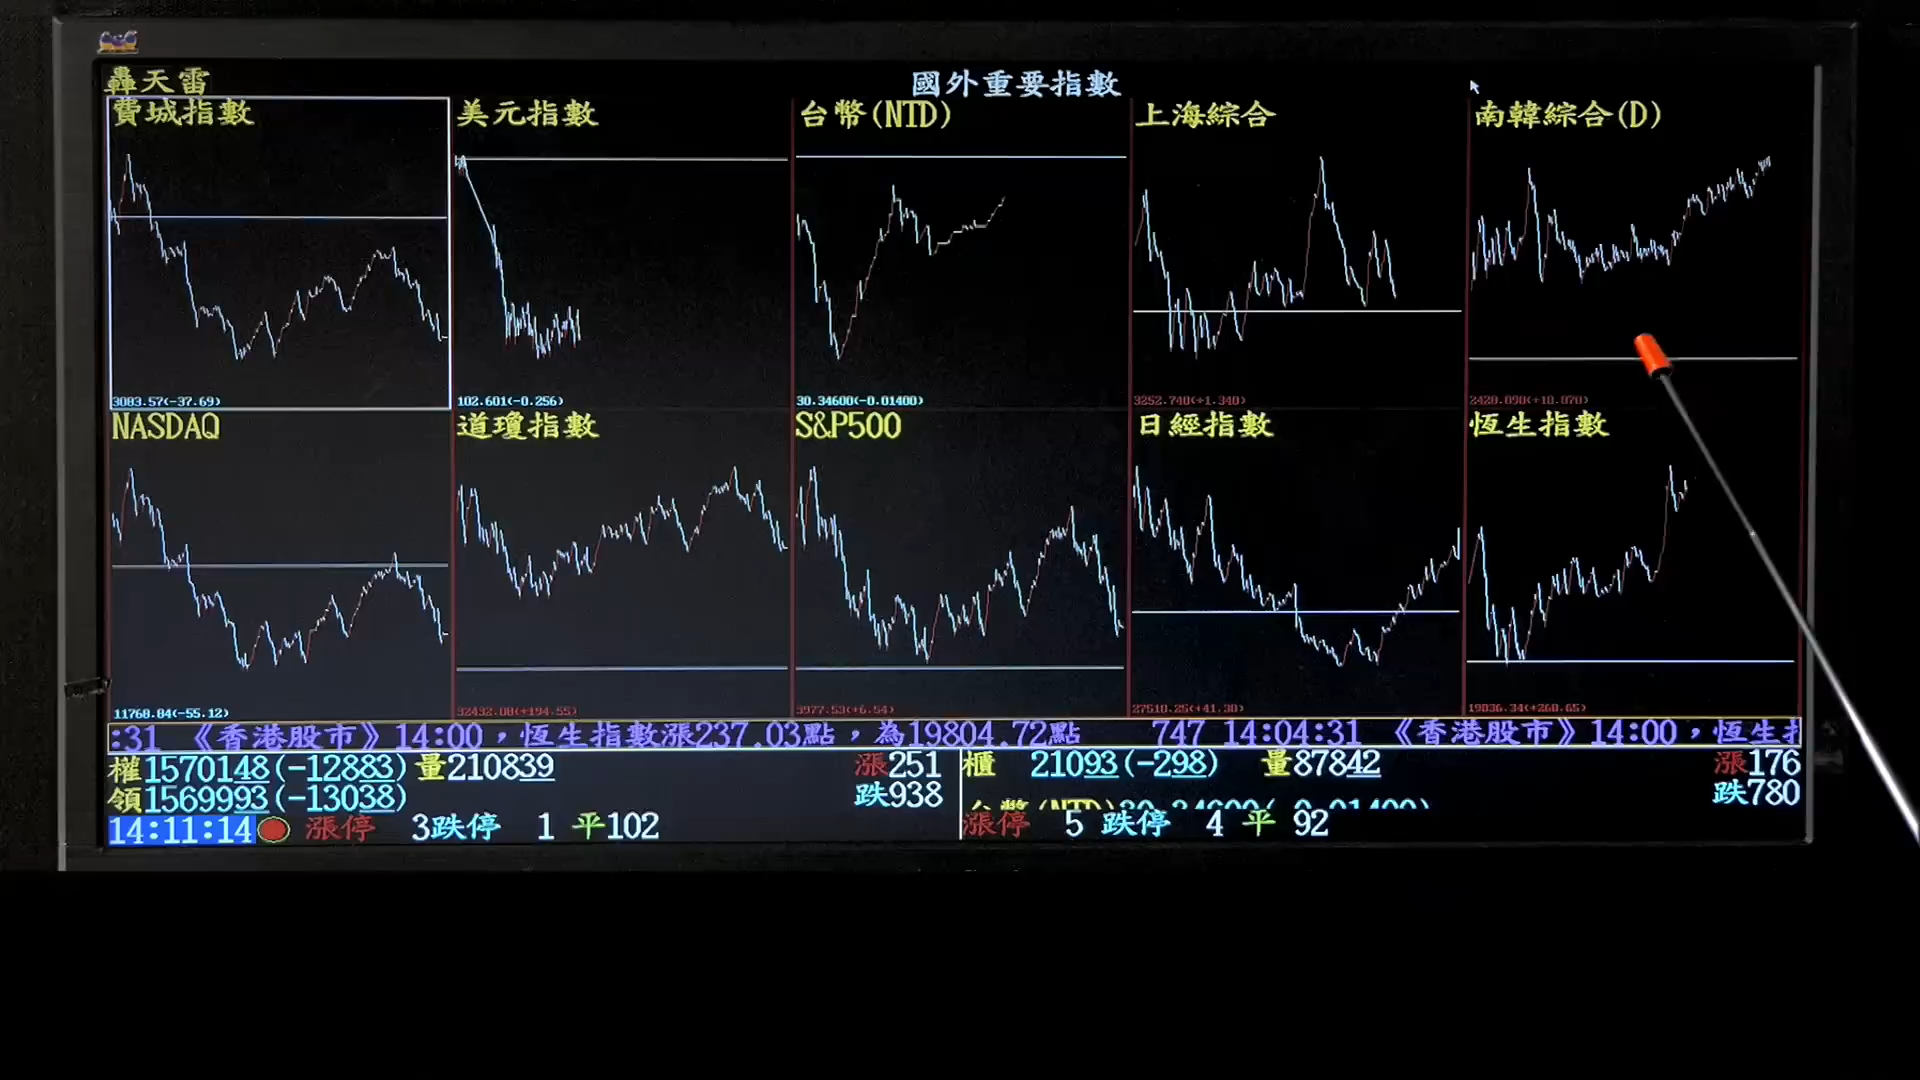 轟天雷
國外重要指數
費城指數
美元指數
台幣(NTD)
上海綜合
南韓綜合(D)
3083.57(-37.69)
102.601(-0.256)
30.34600(-0.01400)
3252.740(+1.340)
2420.090(+10.070)
NASDAQ
道瓊指數
S&P500
日經指數
恆生指數
11768.84(-55.12)
32432.08(+194.55)
3977.53(+6.54)
27518.25(+41.30)
19836.34(+268.65)
:31 《香港股市》14:00，恆生指數漲237.03點，為19804.72點 747 14:04:31 《香港股市》14:00，恆生
權1570148(-12883)量210839 漲251
櫃 21093(-298) 量87842 漲176
領1569993(-13038) 跌938
台幣(NTD)30.34600(-0.01400) 跌780
14:11:14 漲停 3跌停 1 平102
漲停 5 跌停 4 平 92